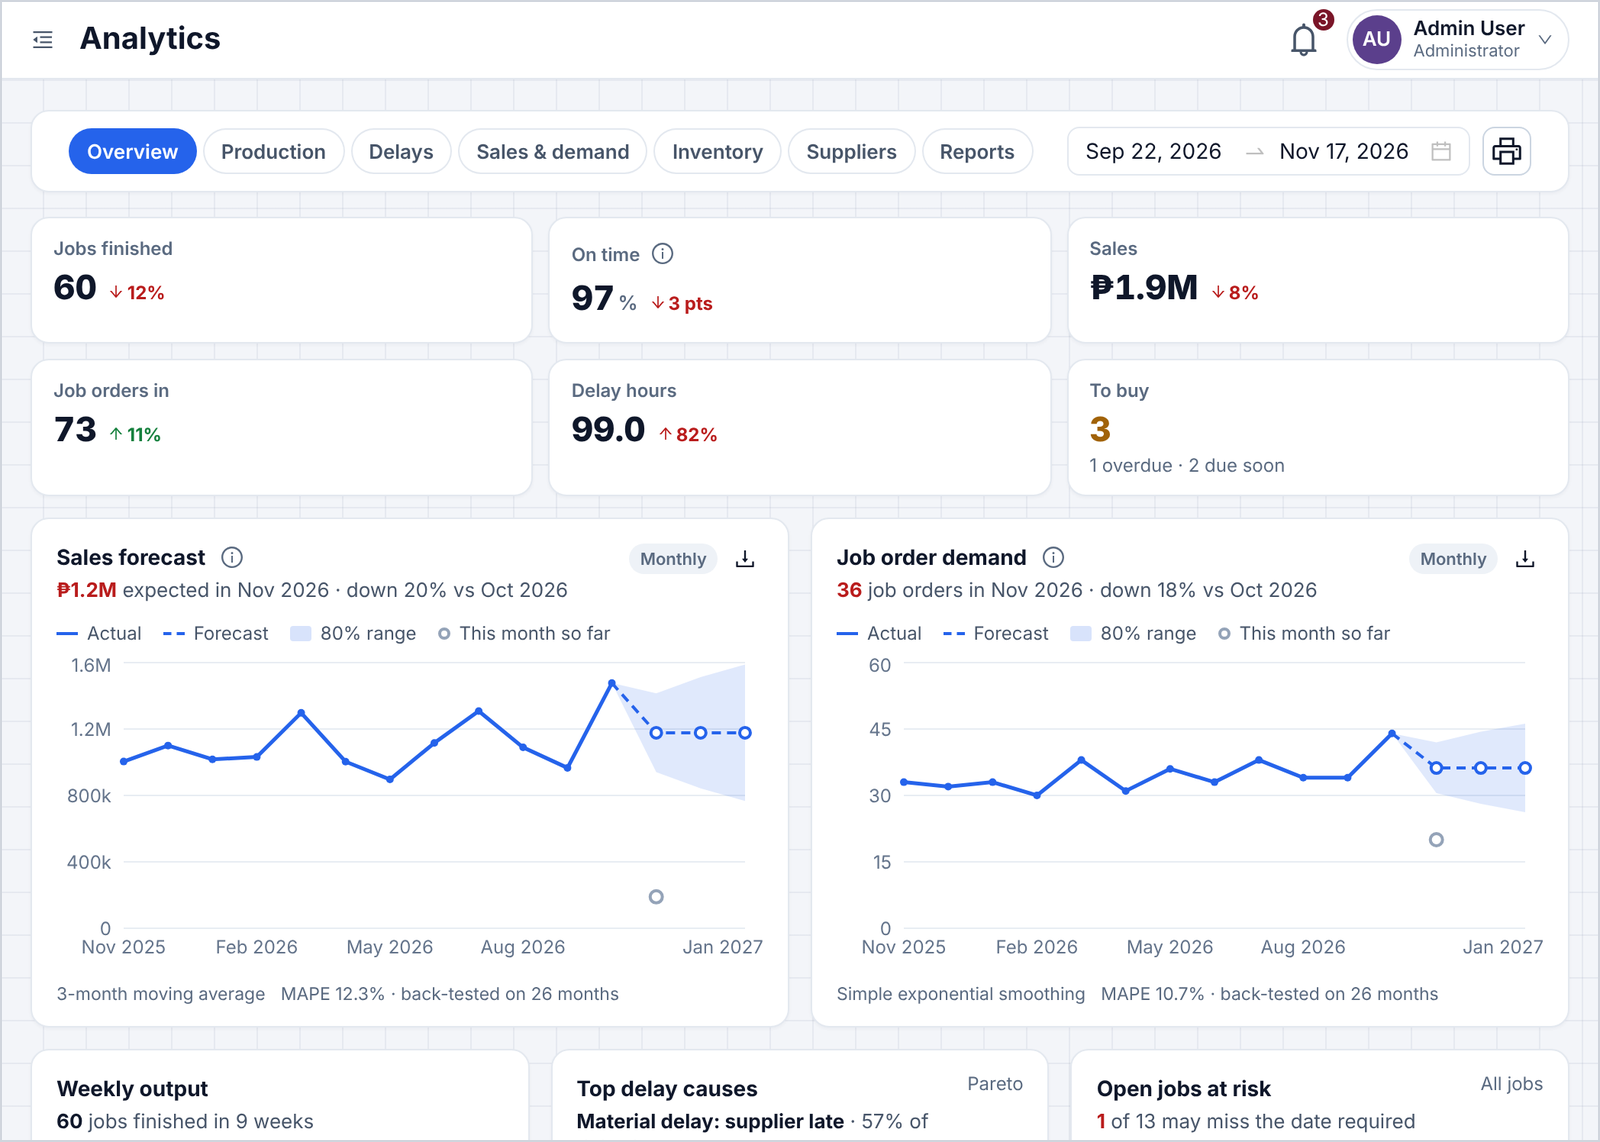 Analytics
3
AU
Admin User
Administrator
Overview
Production
Delays
Sales & demand
Inventory
Suppliers
Reports
Sep 22, 2026
Nov 17, 2026
Jobs finished
60 ↓ 12%
On time
97 % ↓ 3 pts
Sales
₱1.9M ↓ 8%
Job orders in
73 ↑ 11%
Delay hours
99.0 ↑ 82%
To buy
3
1 overdue · 2 due soon
Sales forecast
Monthly
₱1.2M expected in Nov 2026 · down 20% vs Oct 2026
Actual Forecast 80% range This month so far
1.6M
1.2M
800k
400k
0
Nov 2025 Feb 2026 May 2026 Aug 2026 Jan 2027
3-month moving average MAPE 12.3% · back-tested on 26 months
Job order demand
Monthly
36 job orders in Nov 2026 · down 18% vs Oct 2026
Actual Forecast 80% range This month so far
60
45
30
15
0
Nov 2025 Feb 2026 May 2026 Aug 2026 Jan 2027
Simple exponential smoothing MAPE 10.7% · back-tested on 26 months
Weekly output
60 jobs finished in 9 weeks
Top delay causes
Pareto
Material delay: supplier late · 57% of
Open jobs at risk
All jobs
1 of 13 may miss the date required